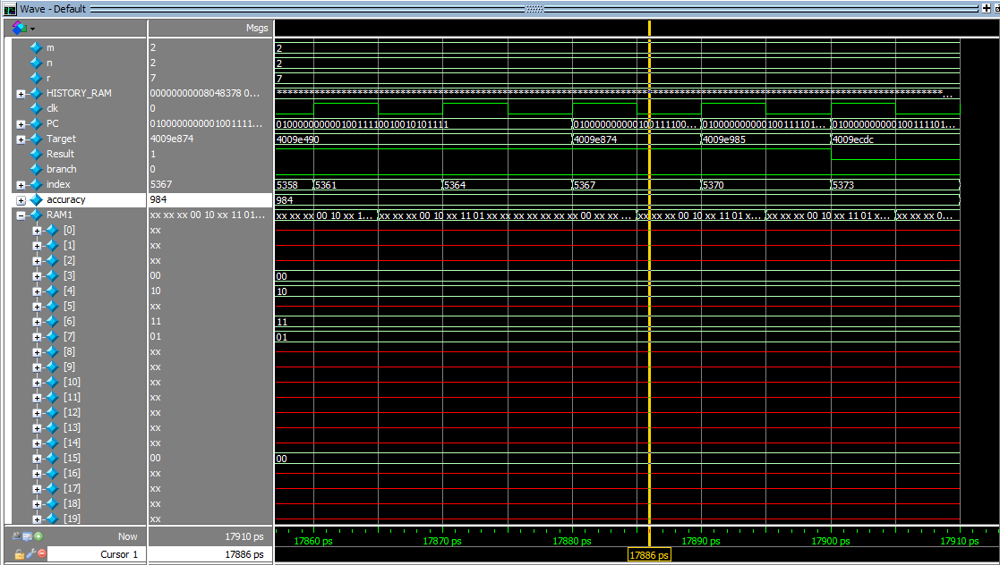 Wave - Default
Msgs
m 2 2
n 2 2
r 7 7
HISTORY_RAM 00000000008048378 0... ****************************************...
clk 0
PC 0100000000001001111... 01000000000010011110010010101111 010000000000100111100... 0100000000001001111101... 0100000000001001111101...
Target 4009e874 4009e490 4009e874 4009e985 4009ecdc
Result 1
branch 0
index 5367 5358 5361 5364 5367 5370 5373
accuracy 984 984
RAM1 xx xx xx 00 10 xx 11 01... xx xx xx 00 10 xx 1... xx xx xx 00 10 xx 11 01 xx xx xx xx xx xx xx 00 xx xx ... xx xx xx 00 10 xx 11 01 x... xx xx xx 00 10 xx 11 01 x... xx xx xx 0...
[0] xx
[1] xx
[2] xx
[3] 00 00
[4] 10 10
[5] xx
[6] 11 11
[7] 01 01
[8] xx
[9] xx
[10] xx
[11] xx
[12] xx
[13] xx
[14] xx
[15] 00 00
[16] xx
[17] xx
[18] xx
[19] xx
Now 17910 ps 17860 ps 17870 ps 17880 ps 17890 ps 17900 ps 17910 ps
Cursor 1 17886 ps 17886 ps